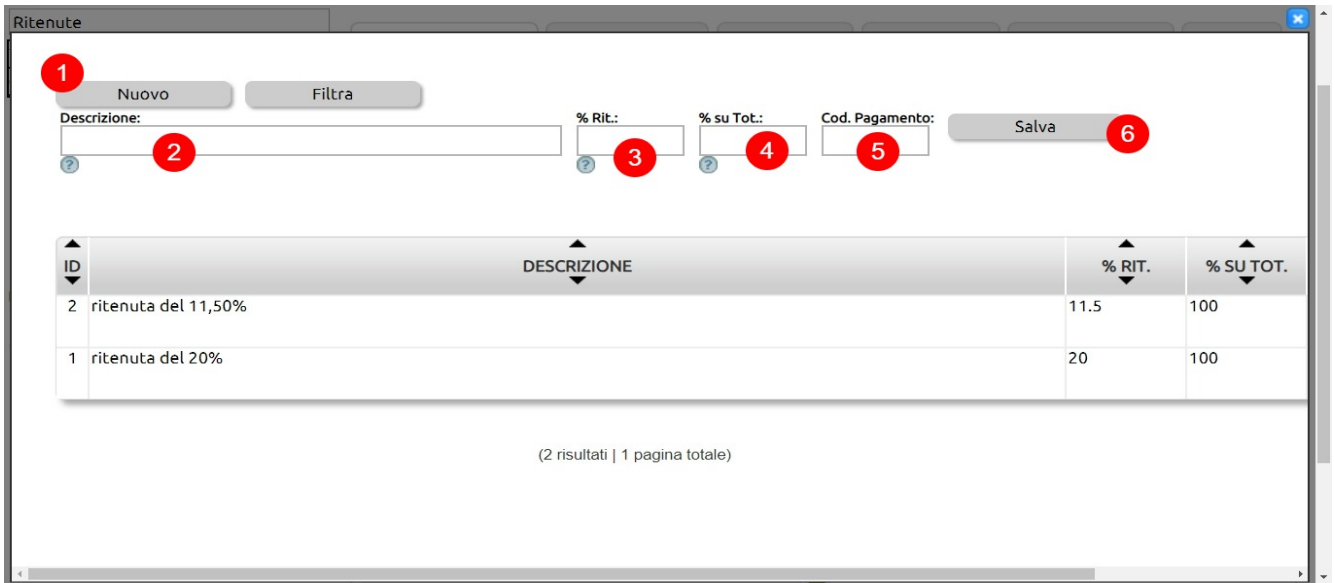 Ritenute
1
Nuovo Filtra
Descrizione: % Rit.: % su Tot.: Cod. Pagamento: Salva
2 3 4 5 6
? ? ?
ID DESCRIZIONE % RIT. % SU TOT.
2 ritenuta del 11,50% 11.5 100
1 ritenuta del 20% 20 100
(2 risultati | 1 pagina totale)